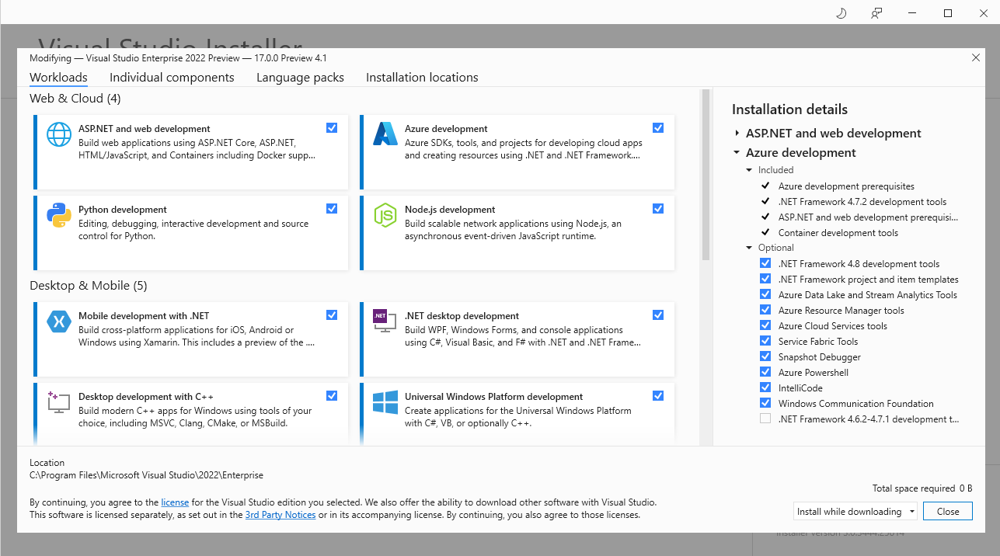 Visual Studio Installer
Modifying — Visual Studio Enterprise 2022 Preview — 17.0.0 Preview 4.1
Workloads Individual components Language packs Installation locations
Web & Cloud (4)
ASP.NET and web development
Build web applications using ASP.NET Core, ASP.NET,
HTML/JavaScript, and Containers including Docker supp...
Azure development
Azure SDKs, tools, and projects for developing cloud apps
and creating resources using .NET and .NET Framework....
Python development
Editing, debugging, interactive development and source
control for Python.
Node.js development
Build scalable network applications using Node.js, an
asynchronous event-driven JavaScript runtime.
Desktop & Mobile (5)
Mobile development with .NET
Build cross-platform applications for iOS, Android or
Windows using Xamarin. This includes a preview of the ....
.NET
.NET desktop development
Build WPF, Windows Forms, and console applications
using C#, Visual Basic, and F# with .NET and .NET Frame...
Desktop development with C++
Build modern C++ apps for Windows using tools of your
choice, including MSVC, Clang, CMake, or MSBuild.
Universal Windows Platform development
Create applications for the Universal Windows Platform
with C#, VB, or optionally C++.
Installation details
ASP.NET and web development
Azure development
Included
Azure development prerequisites
.NET Framework 4.7.2 development tools
ASP.NET and web development prerequisi...
Container development tools
Optional
.NET Framework 4.8 development tools
.NET Framework project and item templates
Azure Data Lake and Stream Analytics Tools
Azure Resource Manager tools
Azure Cloud Services tools
Service Fabric Tools
Snapshot Debugger
Azure Powershell
IntelliCode
Windows Communication Foundation
.NET Framework 4.6.2-4.7.1 development t...
Location
C:\Program Files\Microsoft Visual Studio\2022\Enterprise
By continuing, you agree to the license for the Visual Studio edition you selected. We also offer the ability to download other software with Visual Studio.
This software is licensed separately, as set out in the 3rd Party Notices or in its accompanying license. By continuing, you also agree to those licenses.
Total space required 0 B
Install while downloading
Close